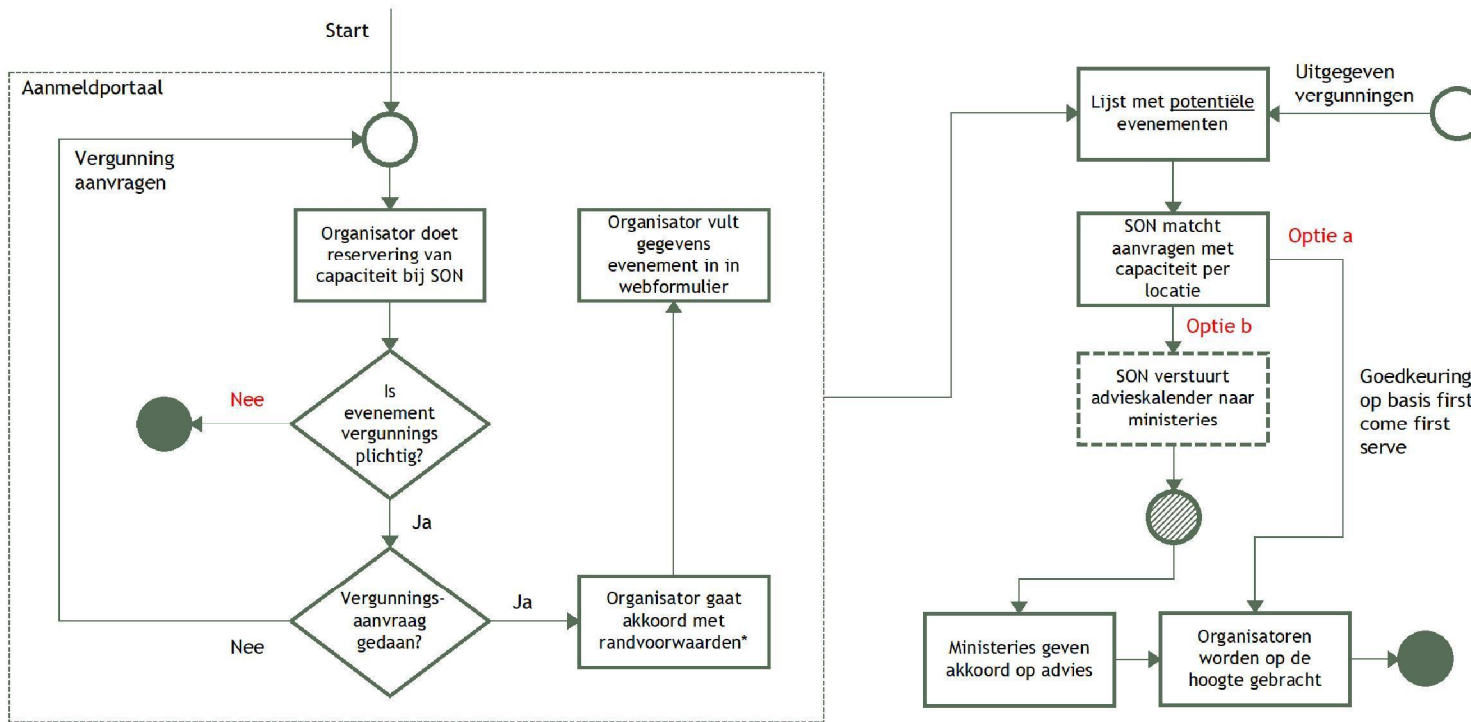 Start
Aanmeldportaal
Vergunning
aanvragen
Organisator doet
reservering van
capaciteit bij SON
Organisator vult
gegevens
evenement in in
webformulier
Nee
Is
evenement
vergunnings
plichtig?
Ja
Nee
Vergunnings-
aanvraag
gedaan?
Ja
Organisator gaat
akkoord met
randvoorwaarden*
Lijst met potentiële
evenementen
Uitgegeven
vergunningen
SON matcht
aanvragen met
capaciteit per
locatie
Optie a
Optie b
SON verstuurt
advieskalender naar
ministeries
Goedkeuring
op basis first
come first
serve
Ministeries geven
akkoord op advies
Organisatoren
worden op de
hoogte gebracht